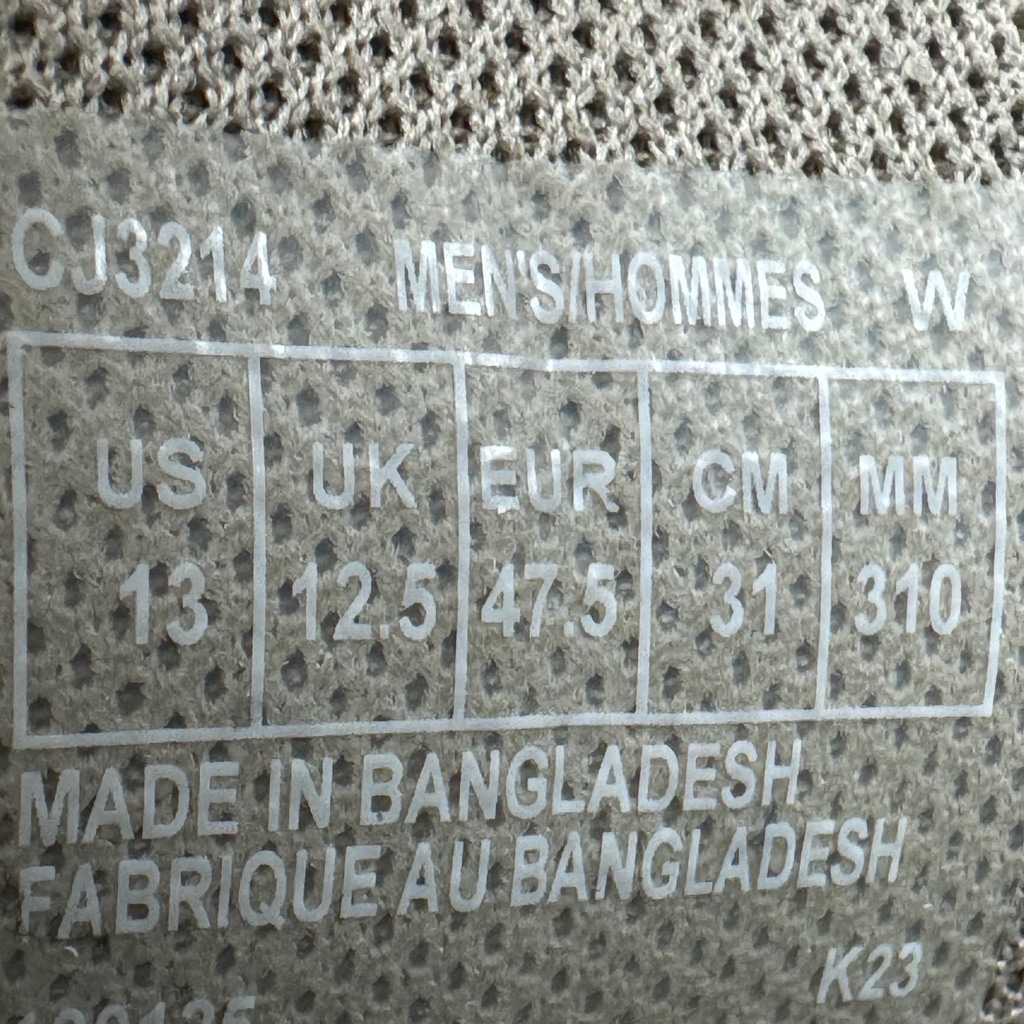 CJ3214 MEN'S/HOMMES W
US UK EUR CM MM
13 12.5 47.5 31 310
MADE IN BANGLADESH
FABRIQUE AU BANGLADESH
K23